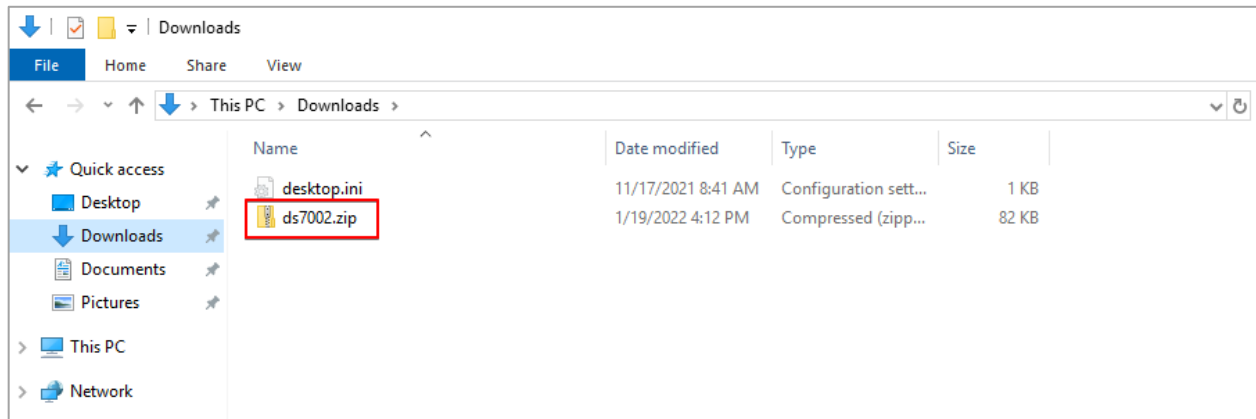 Downloads
File Home Share View
This PC > Downloads >
Name Date modified Type Size
Quick access
desktop.ini 11/17/2021 8:41 AM Configuration sett... 1 KB
Desktop
ds7002.zip 1/19/2022 4:12 PM Compressed (zipp... 82 KB
Downloads
Documents
Pictures
This PC
Network